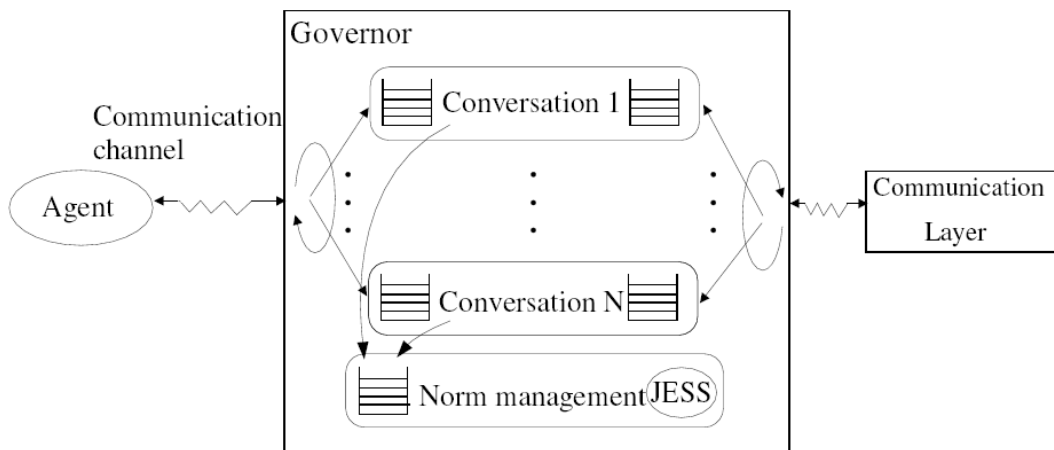 Governor
Conversation 1
Communication
channel
Agent
Communication
Layer
Conversation N
Norm management
JESS